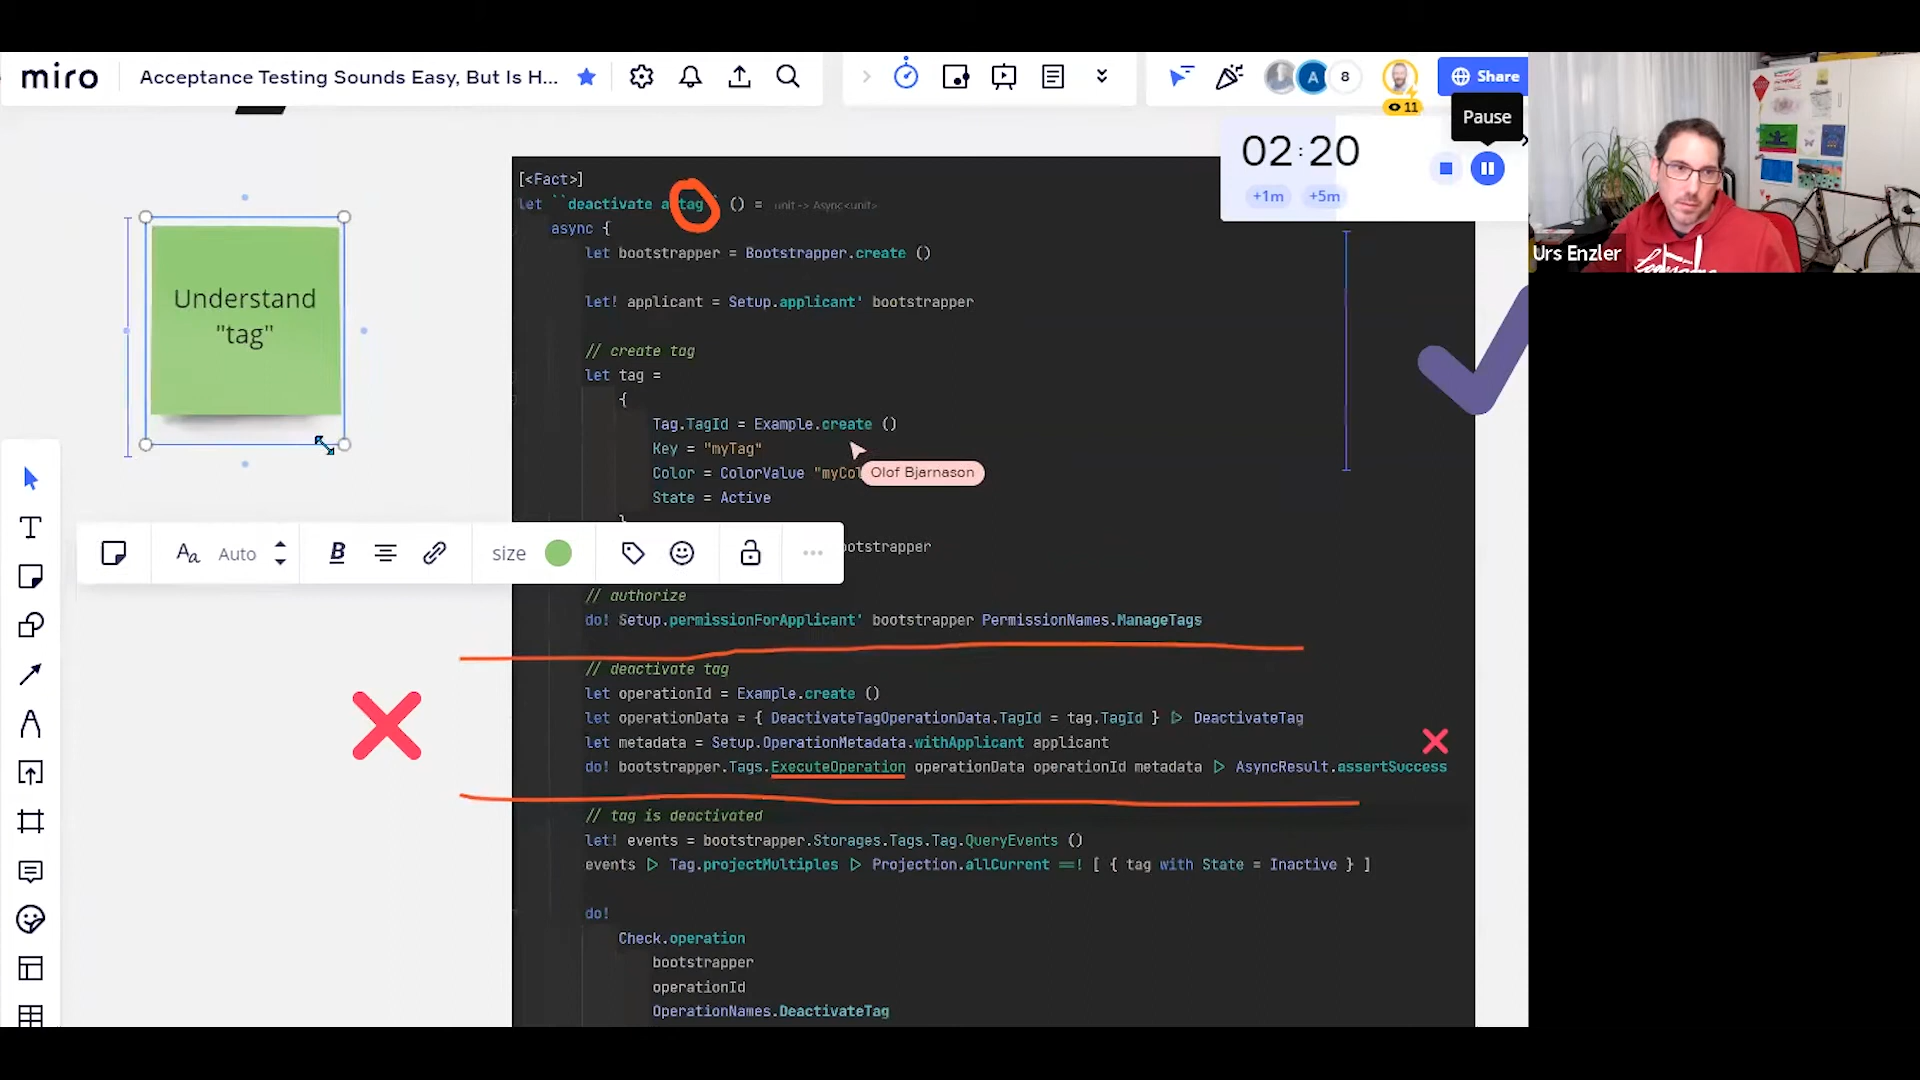 miro
Acceptance Testing Sounds Easy, But Is H...
A
8
Share
11
Pause
02:20
+1m +5m
Urs Enzler
Understand
"tag"
Auto
B
size
Olof Bjarnason
[<Fact>]
let ``deactivate a tag`` () = unit -> Async<unit>
async {
let bootstrapper = Bootstrapper.create ()
let! applicant = Setup.applicant' bootstrapper
// create tag
let tag =
{
Tag.TagId = Example.create ()
Key = "myTag"
Color = ColorValue "myCol
State = Active
}
bootstrapper
// authorize
do! Setup.permissionForApplicant' bootstrapper PermissionNames.ManageTags
// deactivate tag
let operationId = Example.create ()
let operationData = { DeactivateTagOperationData.TagId = tag.TagId } ▷ DeactivateTag
let metadata = Setup.OperationMetadata.withApplicant applicant
do! bootstrapper.Tags.ExecuteOperation operationData operationId metadata ▷ AsyncResult.assertSuccess
// tag is deactivated
let! events = bootstrapper.Storages.Tags.Tag.QueryEvents ()
events ▷ Tag.projectMultiples ▷ Projection.allCurrent ==! [ { tag with State = Inactive } ]
do!
Check.operation
bootstrapper
operationId
OperationNames.DeactivateTag